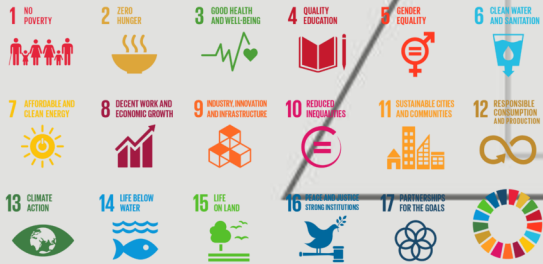 1 NO
POVERTY
2 ZERO
HUNGER
3 GOOD HEALTH
AND WELL-BEING
4 QUALITY
EDUCATION
5 GENDER
EQUALITY
6 CLEAN WATER
AND SANITATION
7 AFFORDABLE AND
CLEAN ENERGY
8 DECENT WORK AND
ECONOMIC GROWTH
9 INDUSTRY, INNOVATION
AND INFRASTRUCTURE
10 REDUCED
INEQUALITIES
11 SUSTAINABLE CITIES
AND COMMUNITIES
12 RESPONSIBLE
CONSUMPTION
AND PRODUCTION
13 CLIMATE
ACTION
14 LIFE BELOW
WATER
15 LIFE
ON LAND
16 PEACE AND JUSTICE
STRONG INSTITUTIONS
17 PARTNERSHIPS
FOR THE GOALS